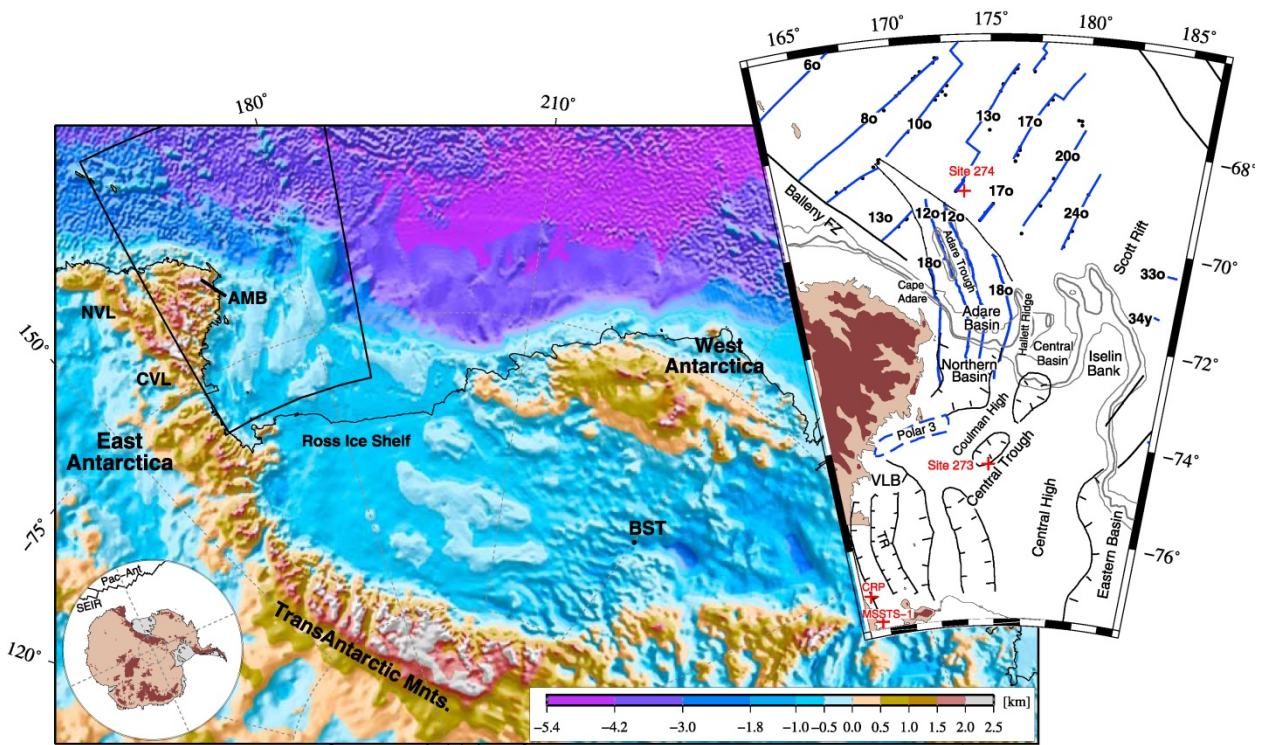 165°
170°
175°
180°
185°
180°
210°
6o
8o
10o
13o
17o
20o
24o
Site 274
17o
−68°
Balleny FZ
13o
12o
12o
Adare Trough
18o
18o
Scott Rift
33o
−70°
Cape
Adare
Adare
Basin
Hallett Ridge
34y
Central
Basin
Iselin
Bank
−72°
Northern
Basin
Coulman High
Polar 3
Site 273
Central Trough
−74°
VLB
TR
Central High
Eastern Basin
−76°
CRP
MSSTS−1
NVL
AMB
150°
CVL
West
Antarctica
East
Antarctica
Ross Ice Shelf
−75°
BST
Pac−Ant
SEIR
TransAntarctic Mnts.
120°
[km]
−5.4
−4.2
−3.0
−1.8
−1.0
−0.5
0.0
0.5
1.0
1.5
2.0
2.5